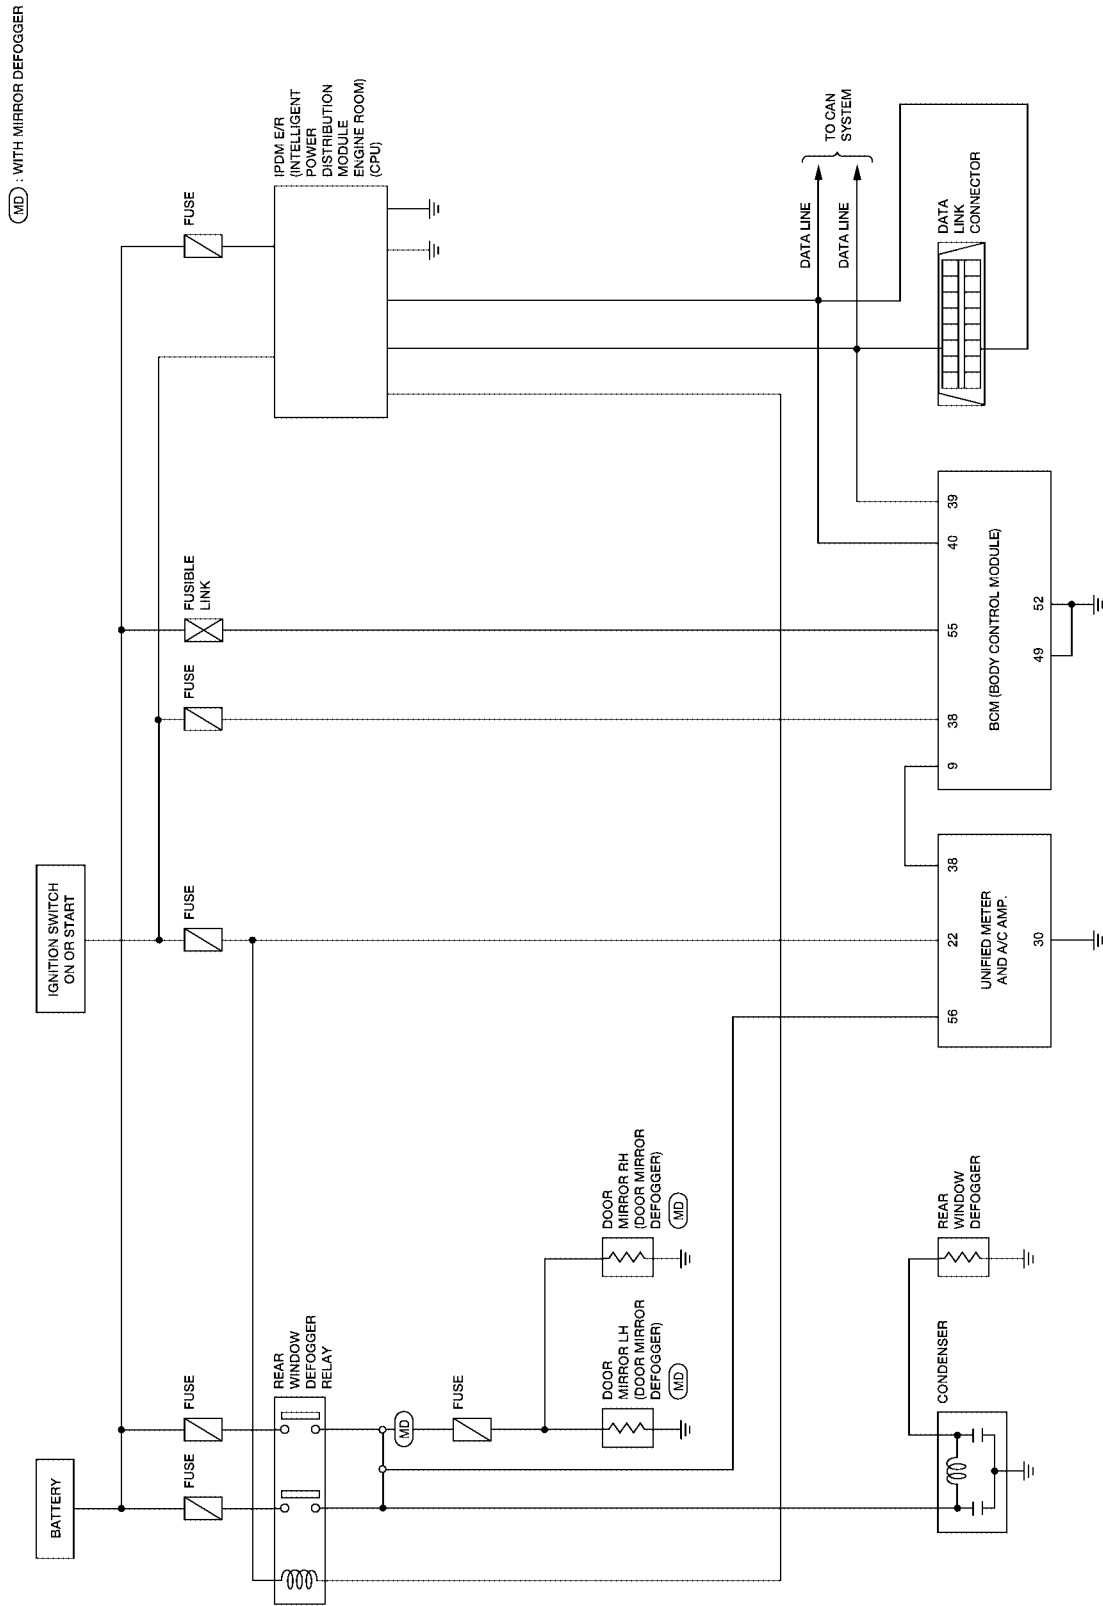 MD : WITH MIRROR DEFOGGER
BATTERY
IGNITION SWITCH
ON OR START
FUSE
FUSE
FUSE
FUSE
FUSIBLE
LINK
FUSE
REAR
WINDOW
DEFOGGER
RELAY
IPDM E/R
(INTELLIGENT
POWER
DISTRIBUTION
MODULE
ENGINE ROOM)
(CPU)
MD
FUSE
DOOR
MIRROR LH
(DOOR MIRROR
DEFOGGER)
MD
DOOR
MIRROR RH
(DOOR MIRROR
DEFOGGER)
MD
DATA LINE
DATA LINE
TO CAN
SYSTEM
CONDENSER
REAR
WINDOW
DEFOGGER
56
22
38
UNIFIED METER
AND A/C AMP.
30
9
38
55
40
39
BCM (BODY CONTROL MODULE)
49
52
DATA
LINK
CONNECTOR